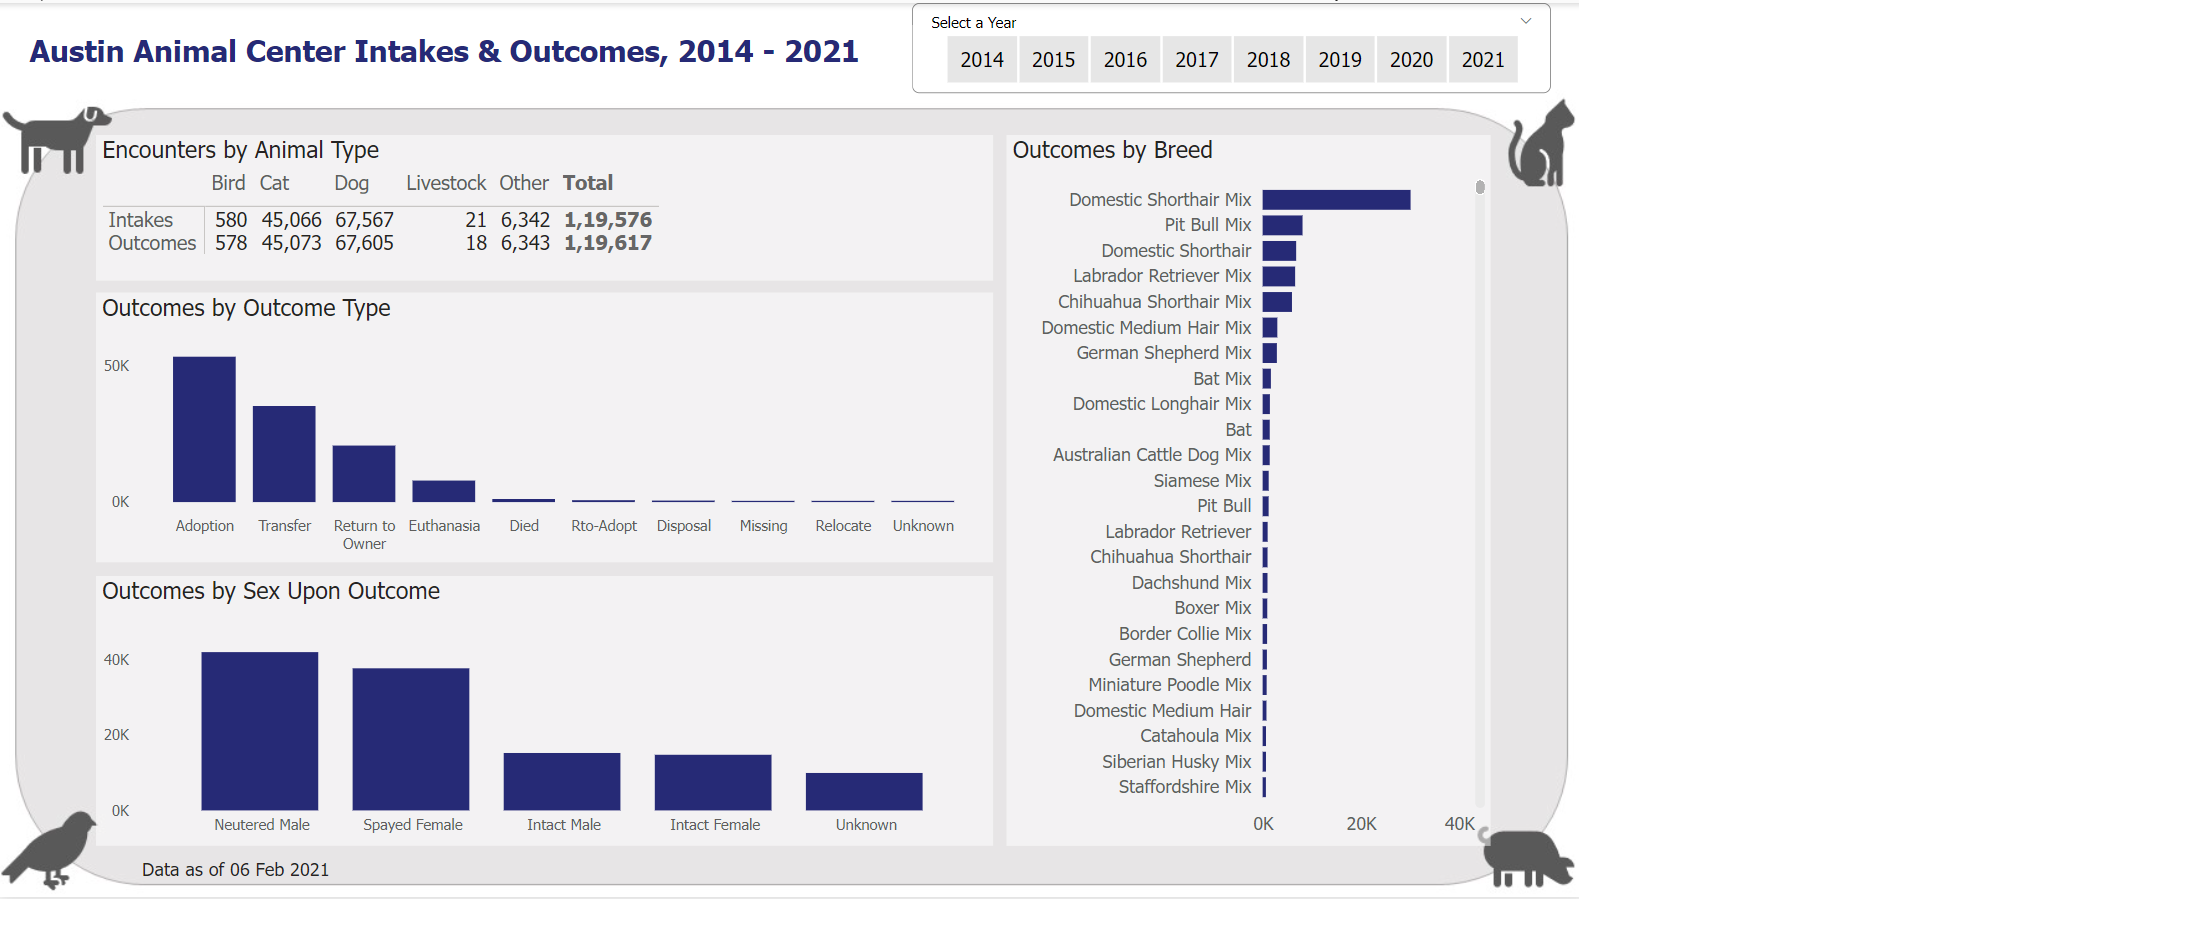 Austin Animal Center Intakes & Outcomes, 2014 - 2021
Select a Year
2014 2015 2016 2017 2018 2019 2020 2021
Encounters by Animal Type
Bird Cat Dog Livestock Other Total
Intakes 580 45,066 67,567 21 6,342 1,19,576
Outcomes 578 45,073 67,605 18 6,343 1,19,617
Outcomes by Outcome Type
50K
0K
Adoption Transfer Return to Owner Euthanasia Died Rto-Adopt Disposal Missing Relocate Unknown
Outcomes by Sex Upon Outcome
40K
20K
0K
Neutered Male Spayed Female Intact Male Intact Female Unknown
Outcomes by Breed
Domestic Shorthair Mix
Pit Bull Mix
Domestic Shorthair
Labrador Retriever Mix
Chihuahua Shorthair Mix
Domestic Medium Hair Mix
German Shepherd Mix
Bat Mix
Domestic Longhair Mix
Bat
Australian Cattle Dog Mix
Siamese Mix
Pit Bull
Labrador Retriever
Chihuahua Shorthair
Dachshund Mix
Boxer Mix
Border Collie Mix
German Shepherd
Miniature Poodle Mix
Domestic Medium Hair
Catahoula Mix
Siberian Husky Mix
Staffordshire Mix
0K 20K 40K
Data as of 06 Feb 2021